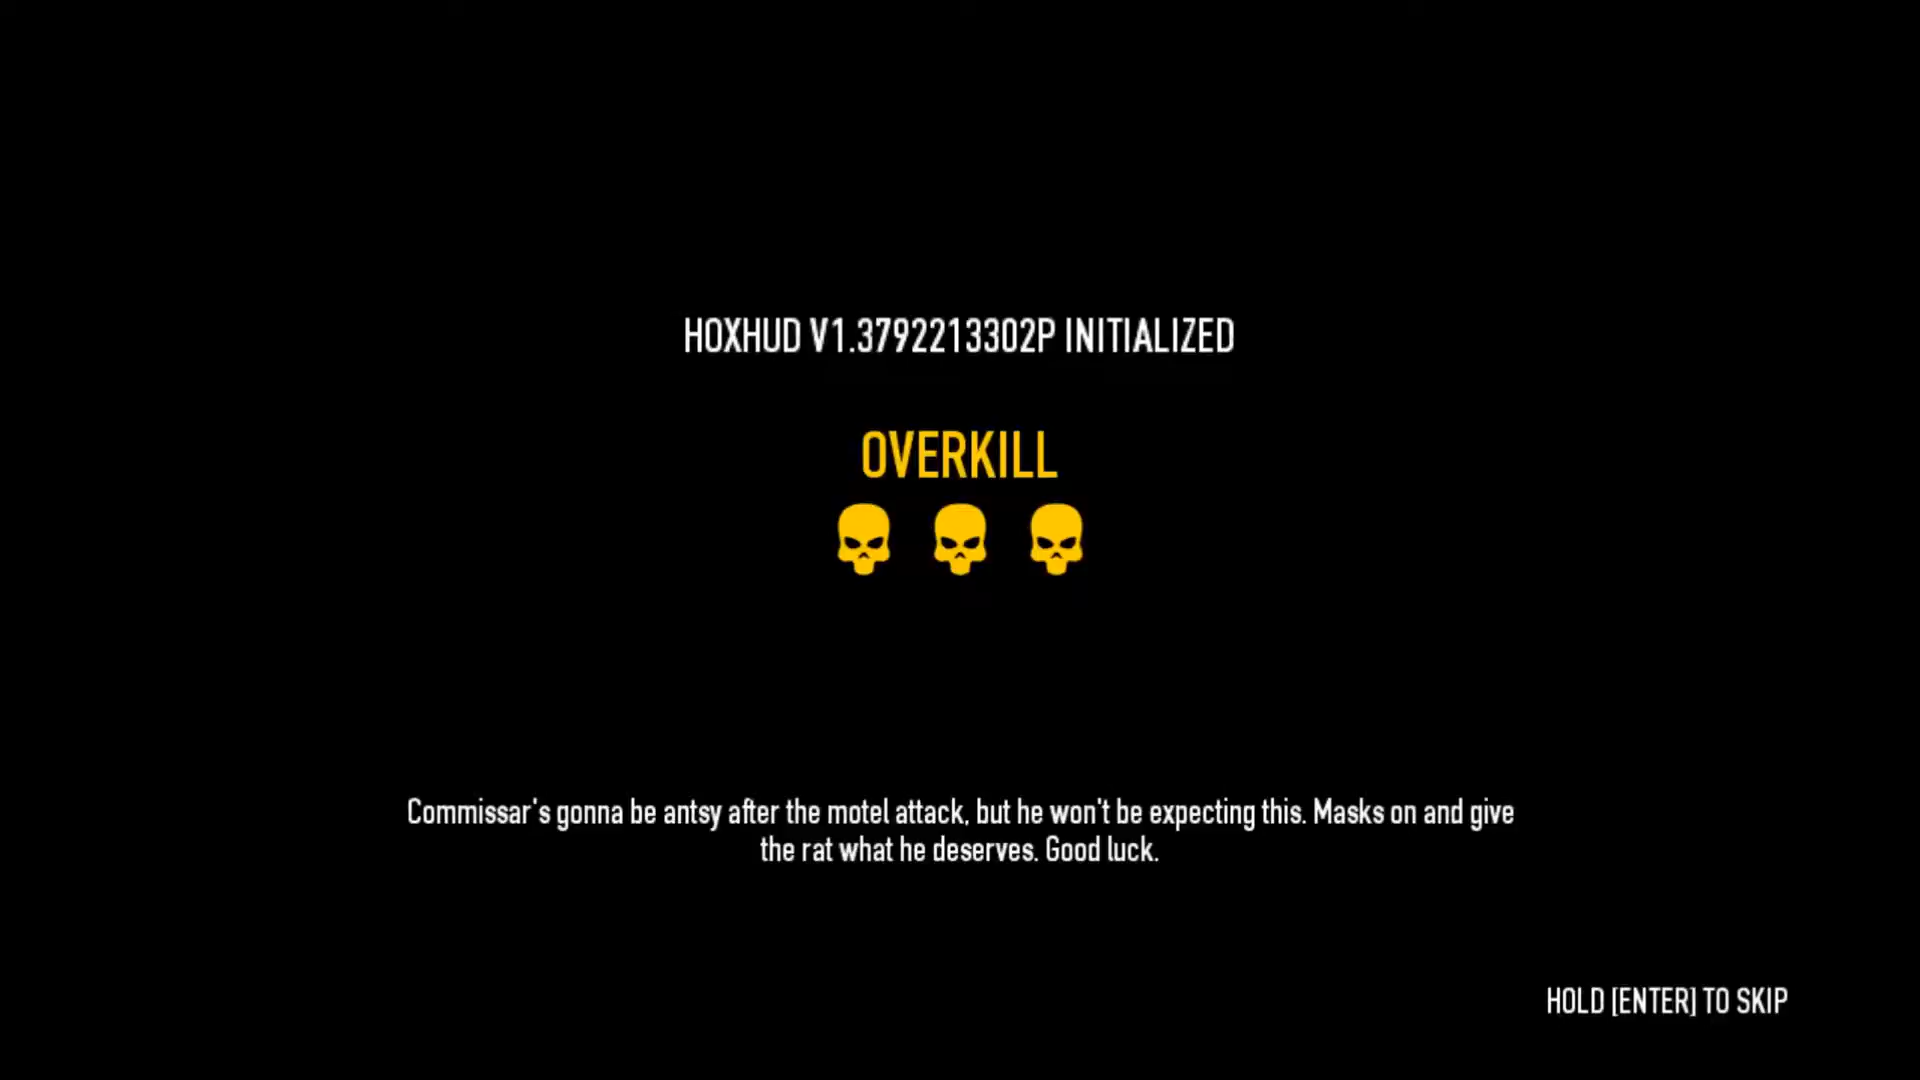 HOXHUD V1.3792213302P INITIALIZED
OVERKILL
Commissar's gonna be antsy after the motel attack, but he won't be expecting this. Masks on and give
the rat what he deserves. Good luck.
HOLD [ENTER] TO SKIP